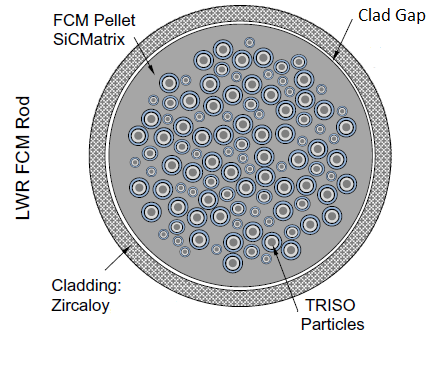 FCM Pellet
SiCMatrix
Clad Gap
LWR FCM Rod
Cladding:
Zircaloy
TRISO
Particles